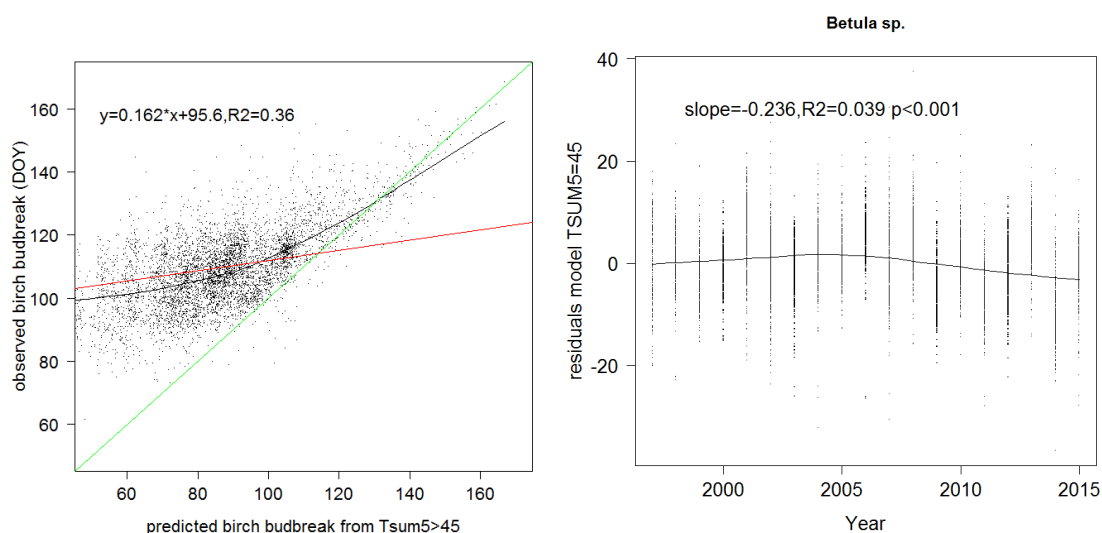 y=0.162*x+95.6,R2=0.36
observed birch budbreak (DOY)
160
140
120
100
80
60
60 80 100 120 140 160
predicted birch budbreak from Tsum5>45
Betula sp.
slope=-0.236,R2=0.039 p<0.001
residuals model TSUM5=45
40
20
0
-20
2000 2005 2010 2015
Year